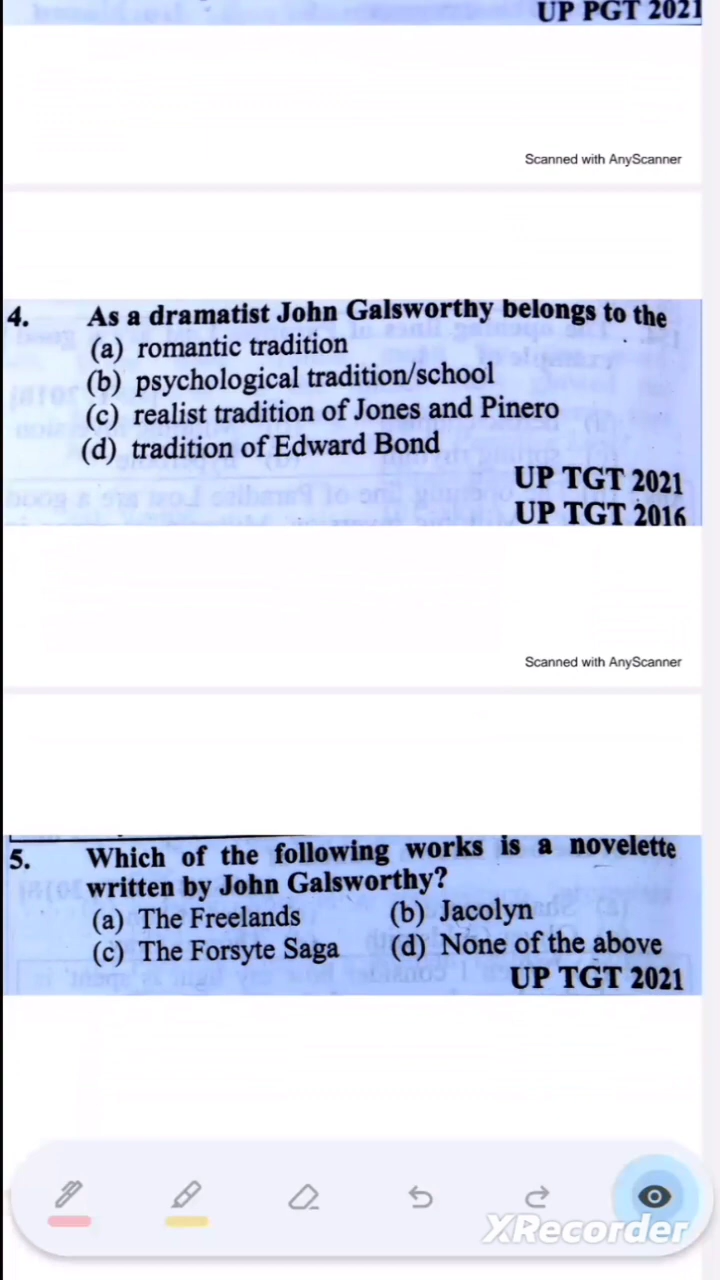 UP PGT 2021
Scanned with AnyScanner
4. As a dramatist John Galsworthy belongs to the
(a) romantic tradition
(b) psychological tradition/school
(c) realist tradition of Jones and Pinero
(d) tradition of Edward Bond
UP TGT 2021
UP TGT 2016
Scanned with AnyScanner
5. Which of the following works is a novelette
written by John Galsworthy?
(a) The Freelands (b) Jacolyn
(c) The Forsyte Saga (d) None of the above
UP TGT 2021
XRecorder